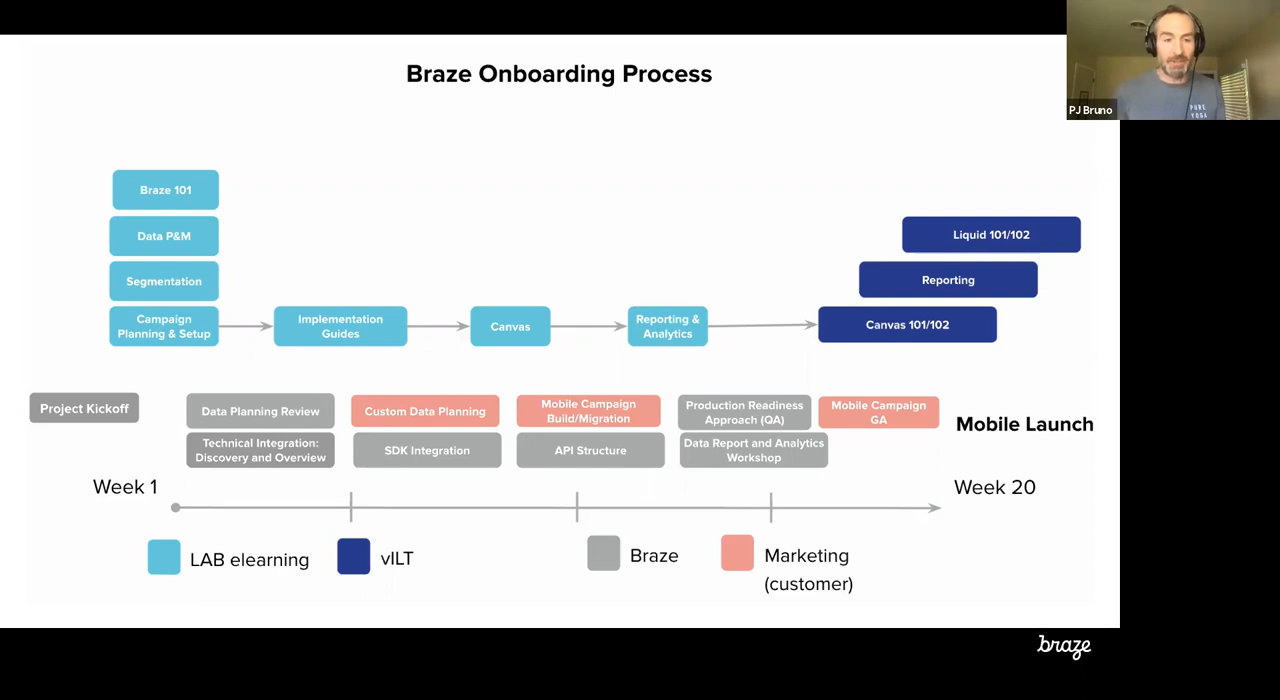 Braze Onboarding Process
PJ Bruno
PURE
YOGA
Braze 101
Data P&M
Liquid 101/102
Segmentation
Reporting
Campaign
Planning & Setup
Implementation
Guides
Canvas
Reporting &
Analytics
Canvas 101/102
Project Kickoff
Data Planning Review
Custom Data Planning
Mobile Campaign
Build/Migration
Production Readiness
Approach (QA)
Mobile Campaign
GA
Mobile Launch
Technical Integration:
Discovery and Overview
SDK Integration
API Structure
Data Report and Analytics
Workshop
Week 1
Week 20
LAB elearning
vILT
Braze
Marketing
(customer)
braze